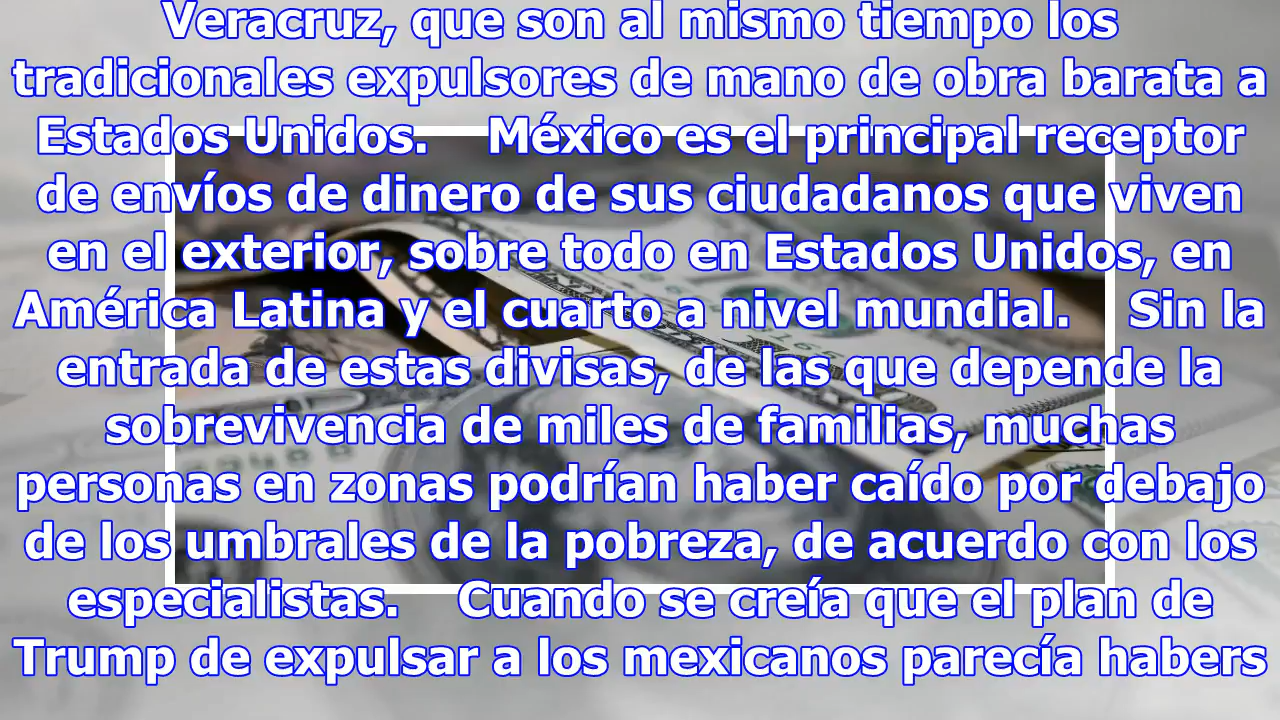 Veracruz, que son al mismo tiempo los
tradicionales expulsores de mano de obra barata a
Estados Unidos. México es el principal receptor
de envíos de dinero de sus ciudadanos que viven
en el exterior, sobre todo en Estados Unidos, en
América Latina y el cuarto a nivel mundial. Sin la
entrada de estas divisas, de las que depende la
sobrevivencia de miles de familias, muchas
personas en zonas podrían haber caído por debajo
de los umbrales de la pobreza, de acuerdo con los
especialistas. Cuando se creía que el plan de
Trump de expulsar a los mexicanos parecía habers